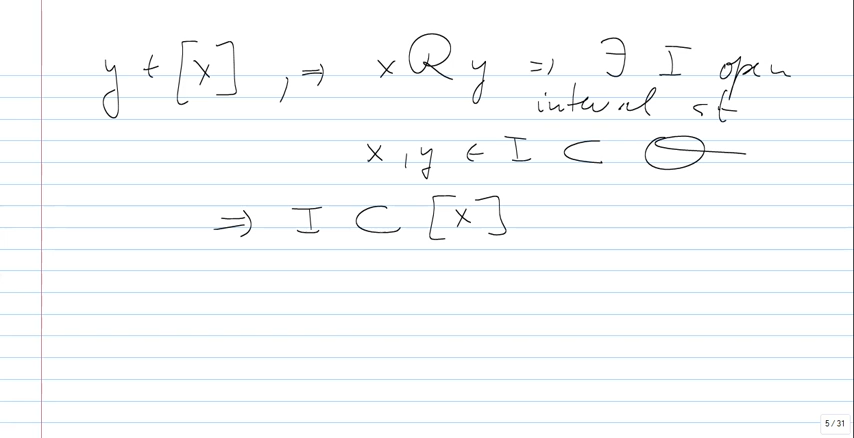 y ∈ [x] , ⇒ x R y ⇒ ∃ I open
interval st
x , y ∈ I ⊂ O
⇒ I ⊂ [x]
5 / 31